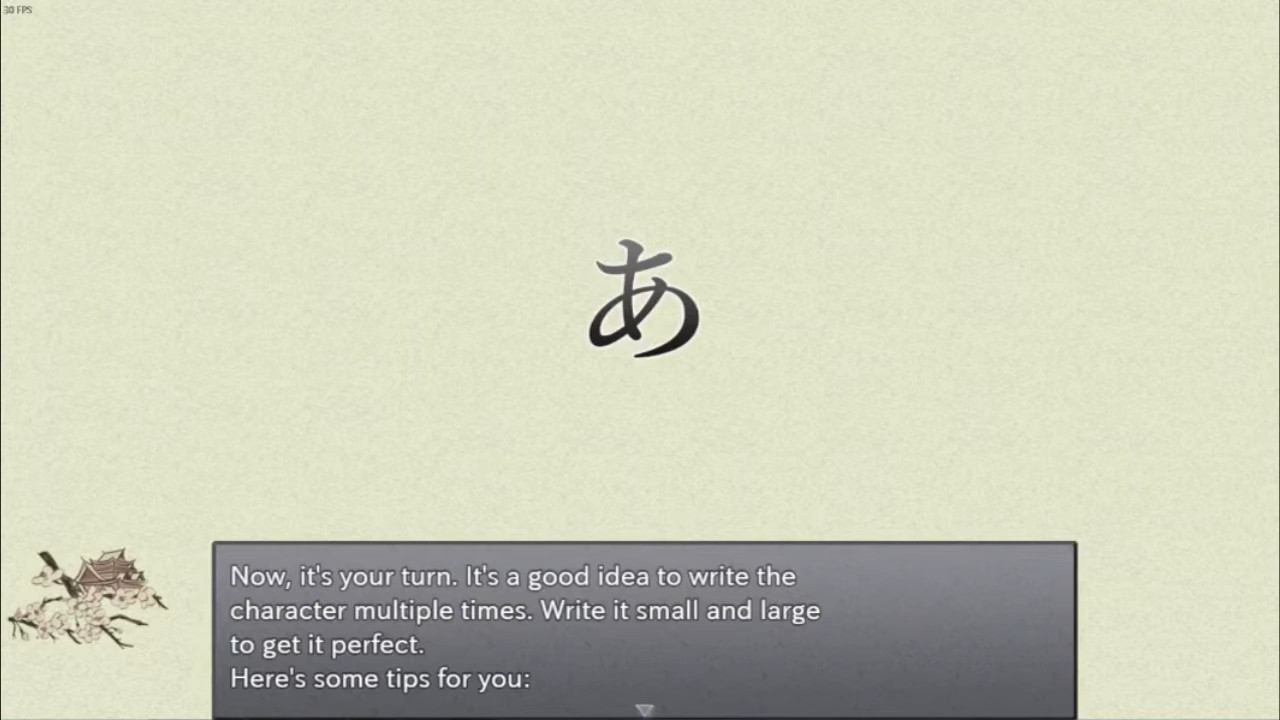 30 FPS
あ
Now, it's your turn. It's a good idea to write the
character multiple times. Write it small and large
to get it perfect.
Here's some tips for you: